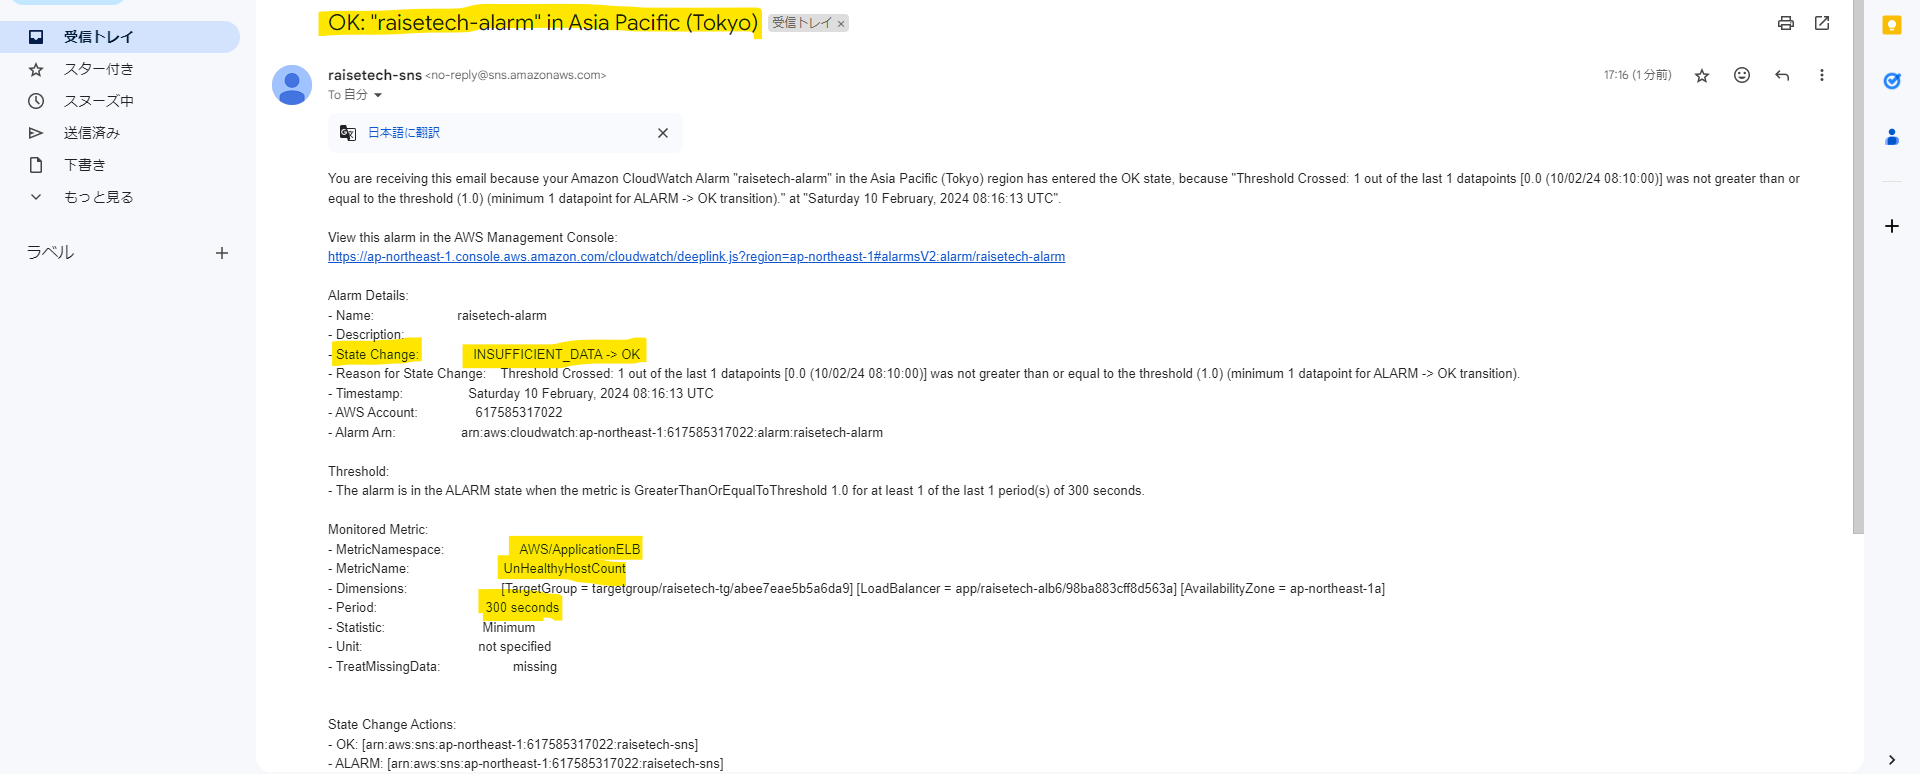 受信トレイ
スター付き
スヌーズ中
送信済み
下書き
もっと見る
ラベル
OK: "raisetech-alarm" in Asia Pacific (Tokyo) 受信トレイ ×
raisetech-sns <no-reply@sns.amazonaws.com> 17:16 (1 分前)
To 自分
日本語に翻訳
You are receiving this email because your Amazon CloudWatch Alarm "raisetech-alarm" in the Asia Pacific (Tokyo) region has entered the OK state, because "Threshold Crossed: 1 out of the last 1 datapoints [0.0 (10/02/24 08:10:00)] was not greater than or
equal to the threshold (1.0) (minimum 1 datapoint for ALARM -> OK transition)." at "Saturday 10 February, 2024 08:16:13 UTC".
View this alarm in the AWS Management Console:
https://ap-northeast-1.console.aws.amazon.com/cloudwatch/deeplink.js?region=ap-northeast-1#alarmsV2:alarm/raisetech-alarm
Alarm Details:
- Name: raisetech-alarm
- Description:
- State Change: INSUFFICIENT_DATA -> OK
- Reason for State Change: Threshold Crossed: 1 out of the last 1 datapoints [0.0 (10/02/24 08:10:00)] was not greater than or equal to the threshold (1.0) (minimum 1 datapoint for ALARM -> OK transition).
- Timestamp: Saturday 10 February, 2024 08:16:13 UTC
- AWS Account: 617585317022
- Alarm Arn: arn:aws:cloudwatch:ap-northeast-1:617585317022:alarm:raisetech-alarm
Threshold:
- The alarm is in the ALARM state when the metric is GreaterThanOrEqualToThreshold 1.0 for at least 1 of the last 1 period(s) of 300 seconds.
Monitored Metric:
- MetricNamespace: AWS/ApplicationELB
- MetricName: UnHealthyHostCount
- Dimensions: [TargetGroup = targetgroup/raisetech-tg/abee7eae5b5a6da9] [LoadBalancer = app/raisetech-alb6/98ba883cff8d563a] [AvailabilityZone = ap-northeast-1a]
- Period: 300 seconds
- Statistic: Minimum
- Unit: not specified
- TreatMissingData: missing
State Change Actions:
- OK: [arn:aws:sns:ap-northeast-1:617585317022:raisetech-sns]
- ALARM: [arn:aws:sns:ap-northeast-1:617585317022:raisetech-sns]